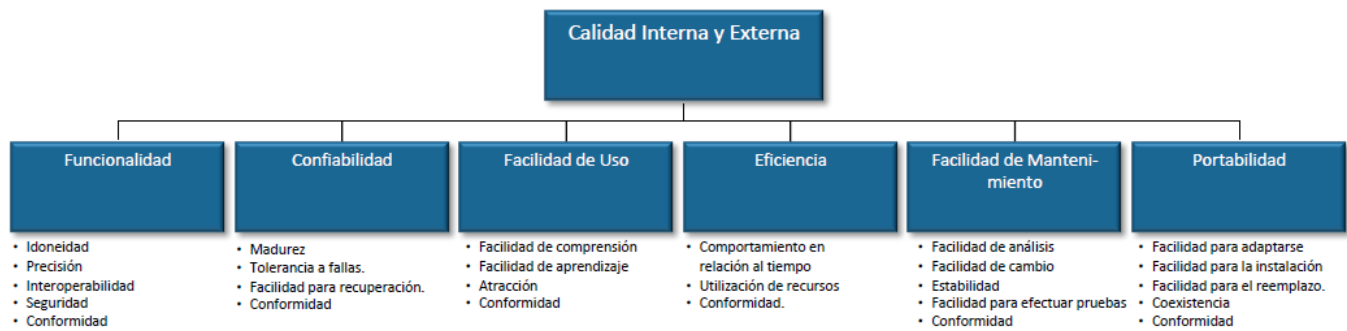 Calidad Interna y Externa
Funcionalidad
• Idoneidad
• Precisión
• Interoperabilidad
• Seguridad
• Conformidad
Confiabilidad
• Madurez
• Tolerancia a fallas.
• Facilidad para recuperación.
• Conformidad
Facilidad de Uso
• Facilidad de comprensión
• Facilidad de aprendizaje
• Atracción
• Conformidad
Eficiencia
• Comportamiento en
relación al tiempo
• Utilización de recursos
• Conformidad.
Facilidad de Manteni-
miento
• Facilidad de análisis
• Facilidad de cambio
• Estabilidad
• Facilidad para efectuar pruebas
• Conformidad
Portabilidad
• Facilidad para adaptarse
• Facilidad para la instalación
• Facilidad para el reemplazo.
• Coexistencia
• Conformidad